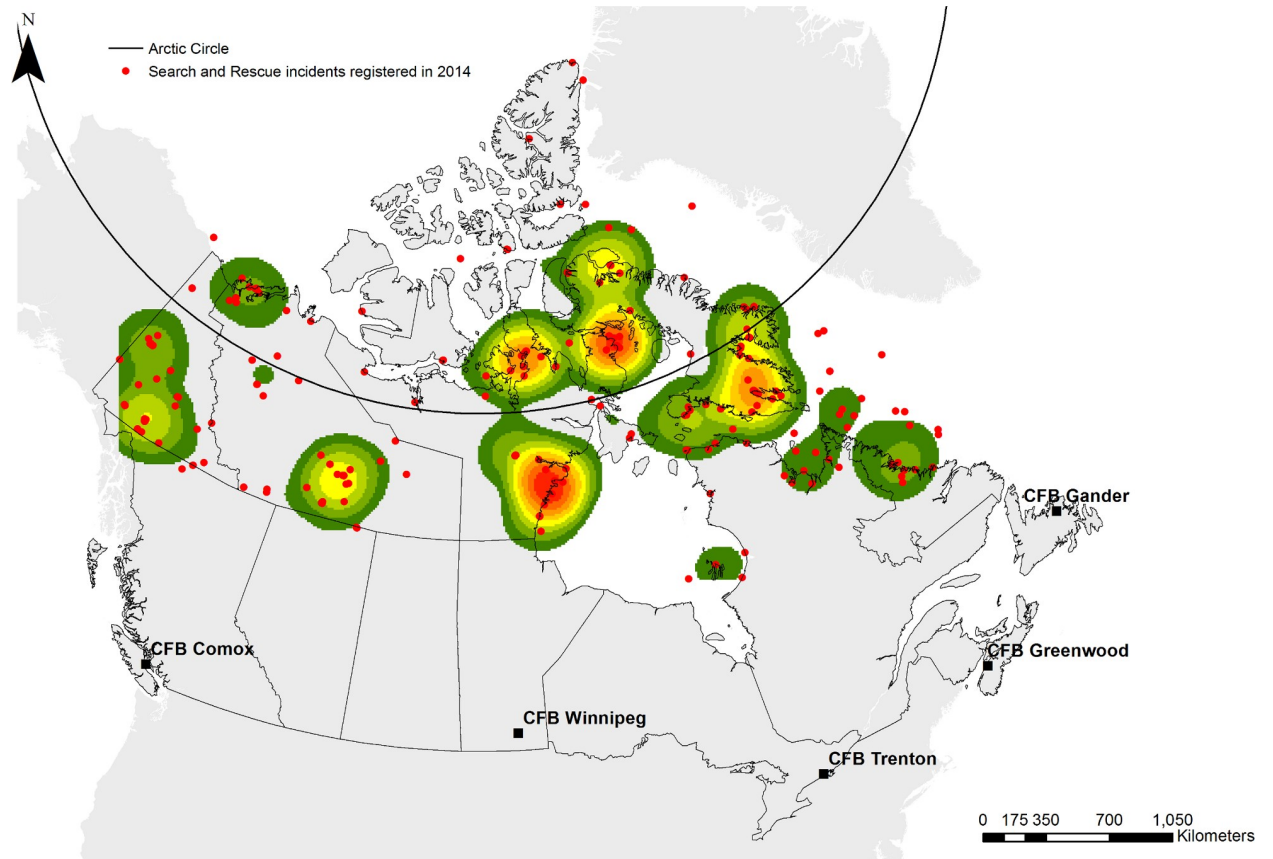 N
Arctic Circle
Search and Rescue incidents registered in 2014
CFB Gander
CFB Comox
CFB Greenwood
CFB Winnipeg
CFB Trenton
0 175 350 700 1,050
Kilometers